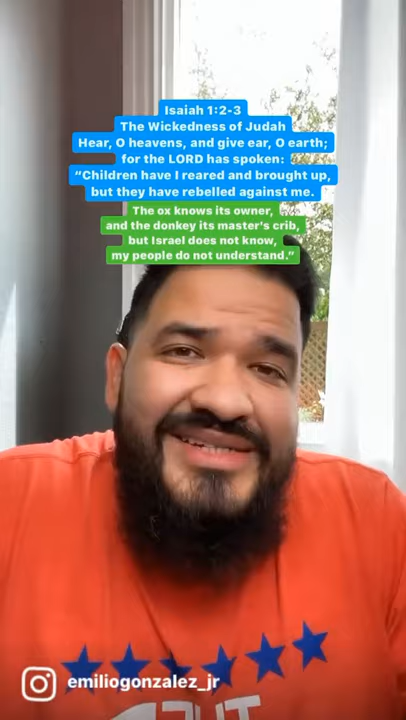 Isaiah 1:2-3
The Wickedness of Judah
Hear, O heavens, and give ear, O earth;
for the LORD has spoken:
“Children have I reared and brought up,
but they have rebelled against me.
The ox knows its owner,
and the donkey its master's crib,
but Israel does not know,
my people do not understand.”
emiliogonzalez_jr